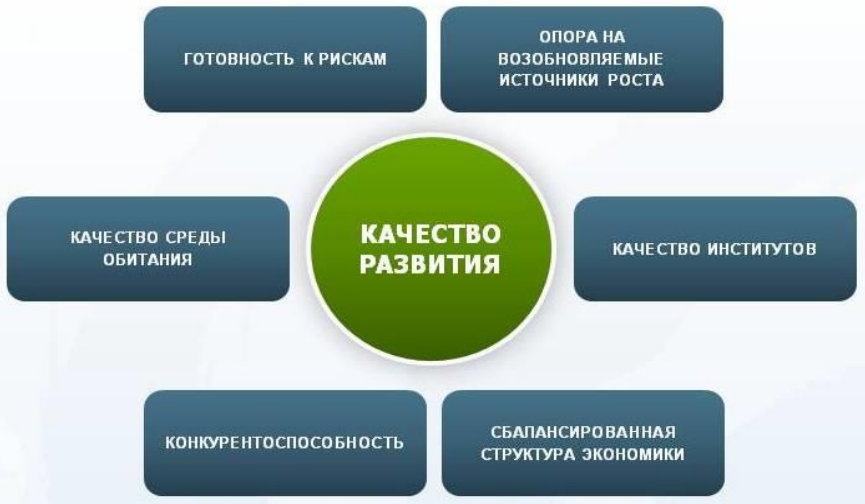 ГОТОВНОСТЬ К РИСКАМ
ОПОРА НА
ВОЗОБНОВЛЯЕМЫЕ
ИСТОЧНИКИ РОСТА
КАЧЕСТВО СРЕДЫ
ОБИТАНИЯ
КАЧЕСТВО
РАЗВИТИЯ
КАЧЕСТВО ИНСТИТУТОВ
КОНКУРЕНТОСПОСОБНОСТЬ
СБАЛАНСИРОВАННАЯ
СТРУКТУРА ЭКОНОМИКИ